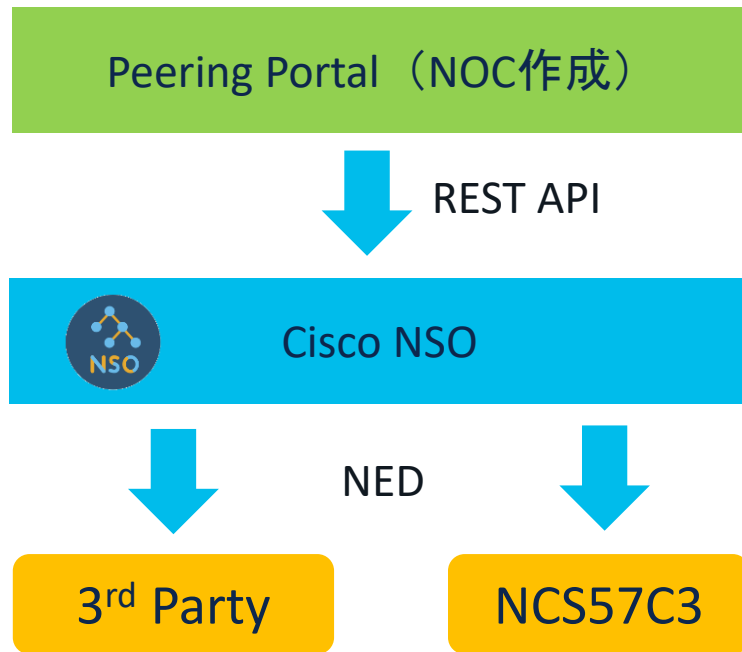 Peering Portal（NOC作成）
REST API
NSO
Cisco NSO
NED
3rd Party
NCS57C3